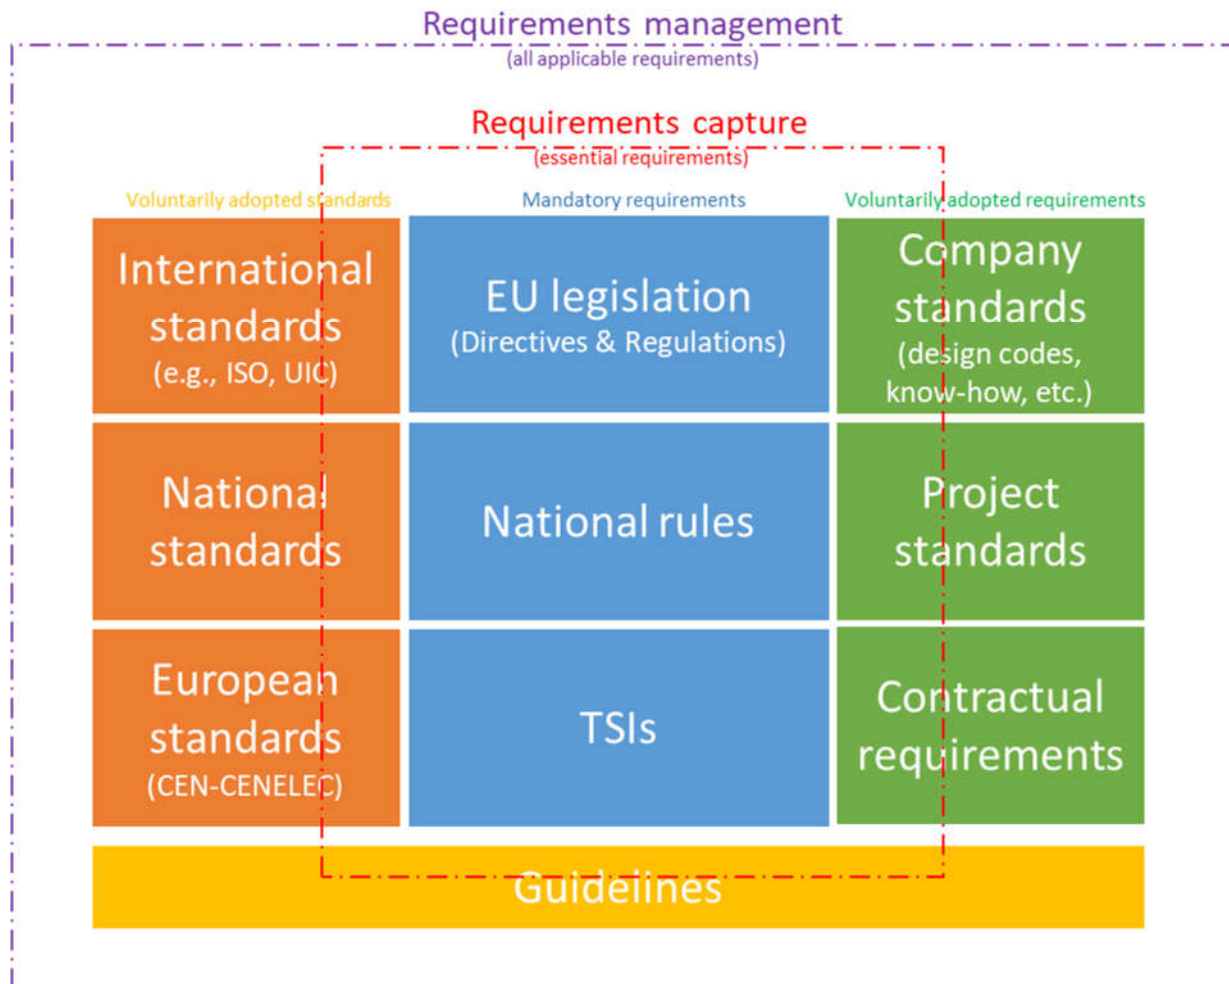 Requirements management
(all applicable requirements)
Requirements capture
(essential requirements)
Voluntarily adopted standards
Mandatory requirements
Voluntarily adopted requirements
International
standards
(e.g., ISO, UIC)
EU legislation
(Directives & Regulations)
Company
standards
(design codes,
know-how, etc.)
National
standards
National rules
Project
standards
European
standards
(CEN-CENELEC)
TSIs
Contractual
requirements
Guidelines